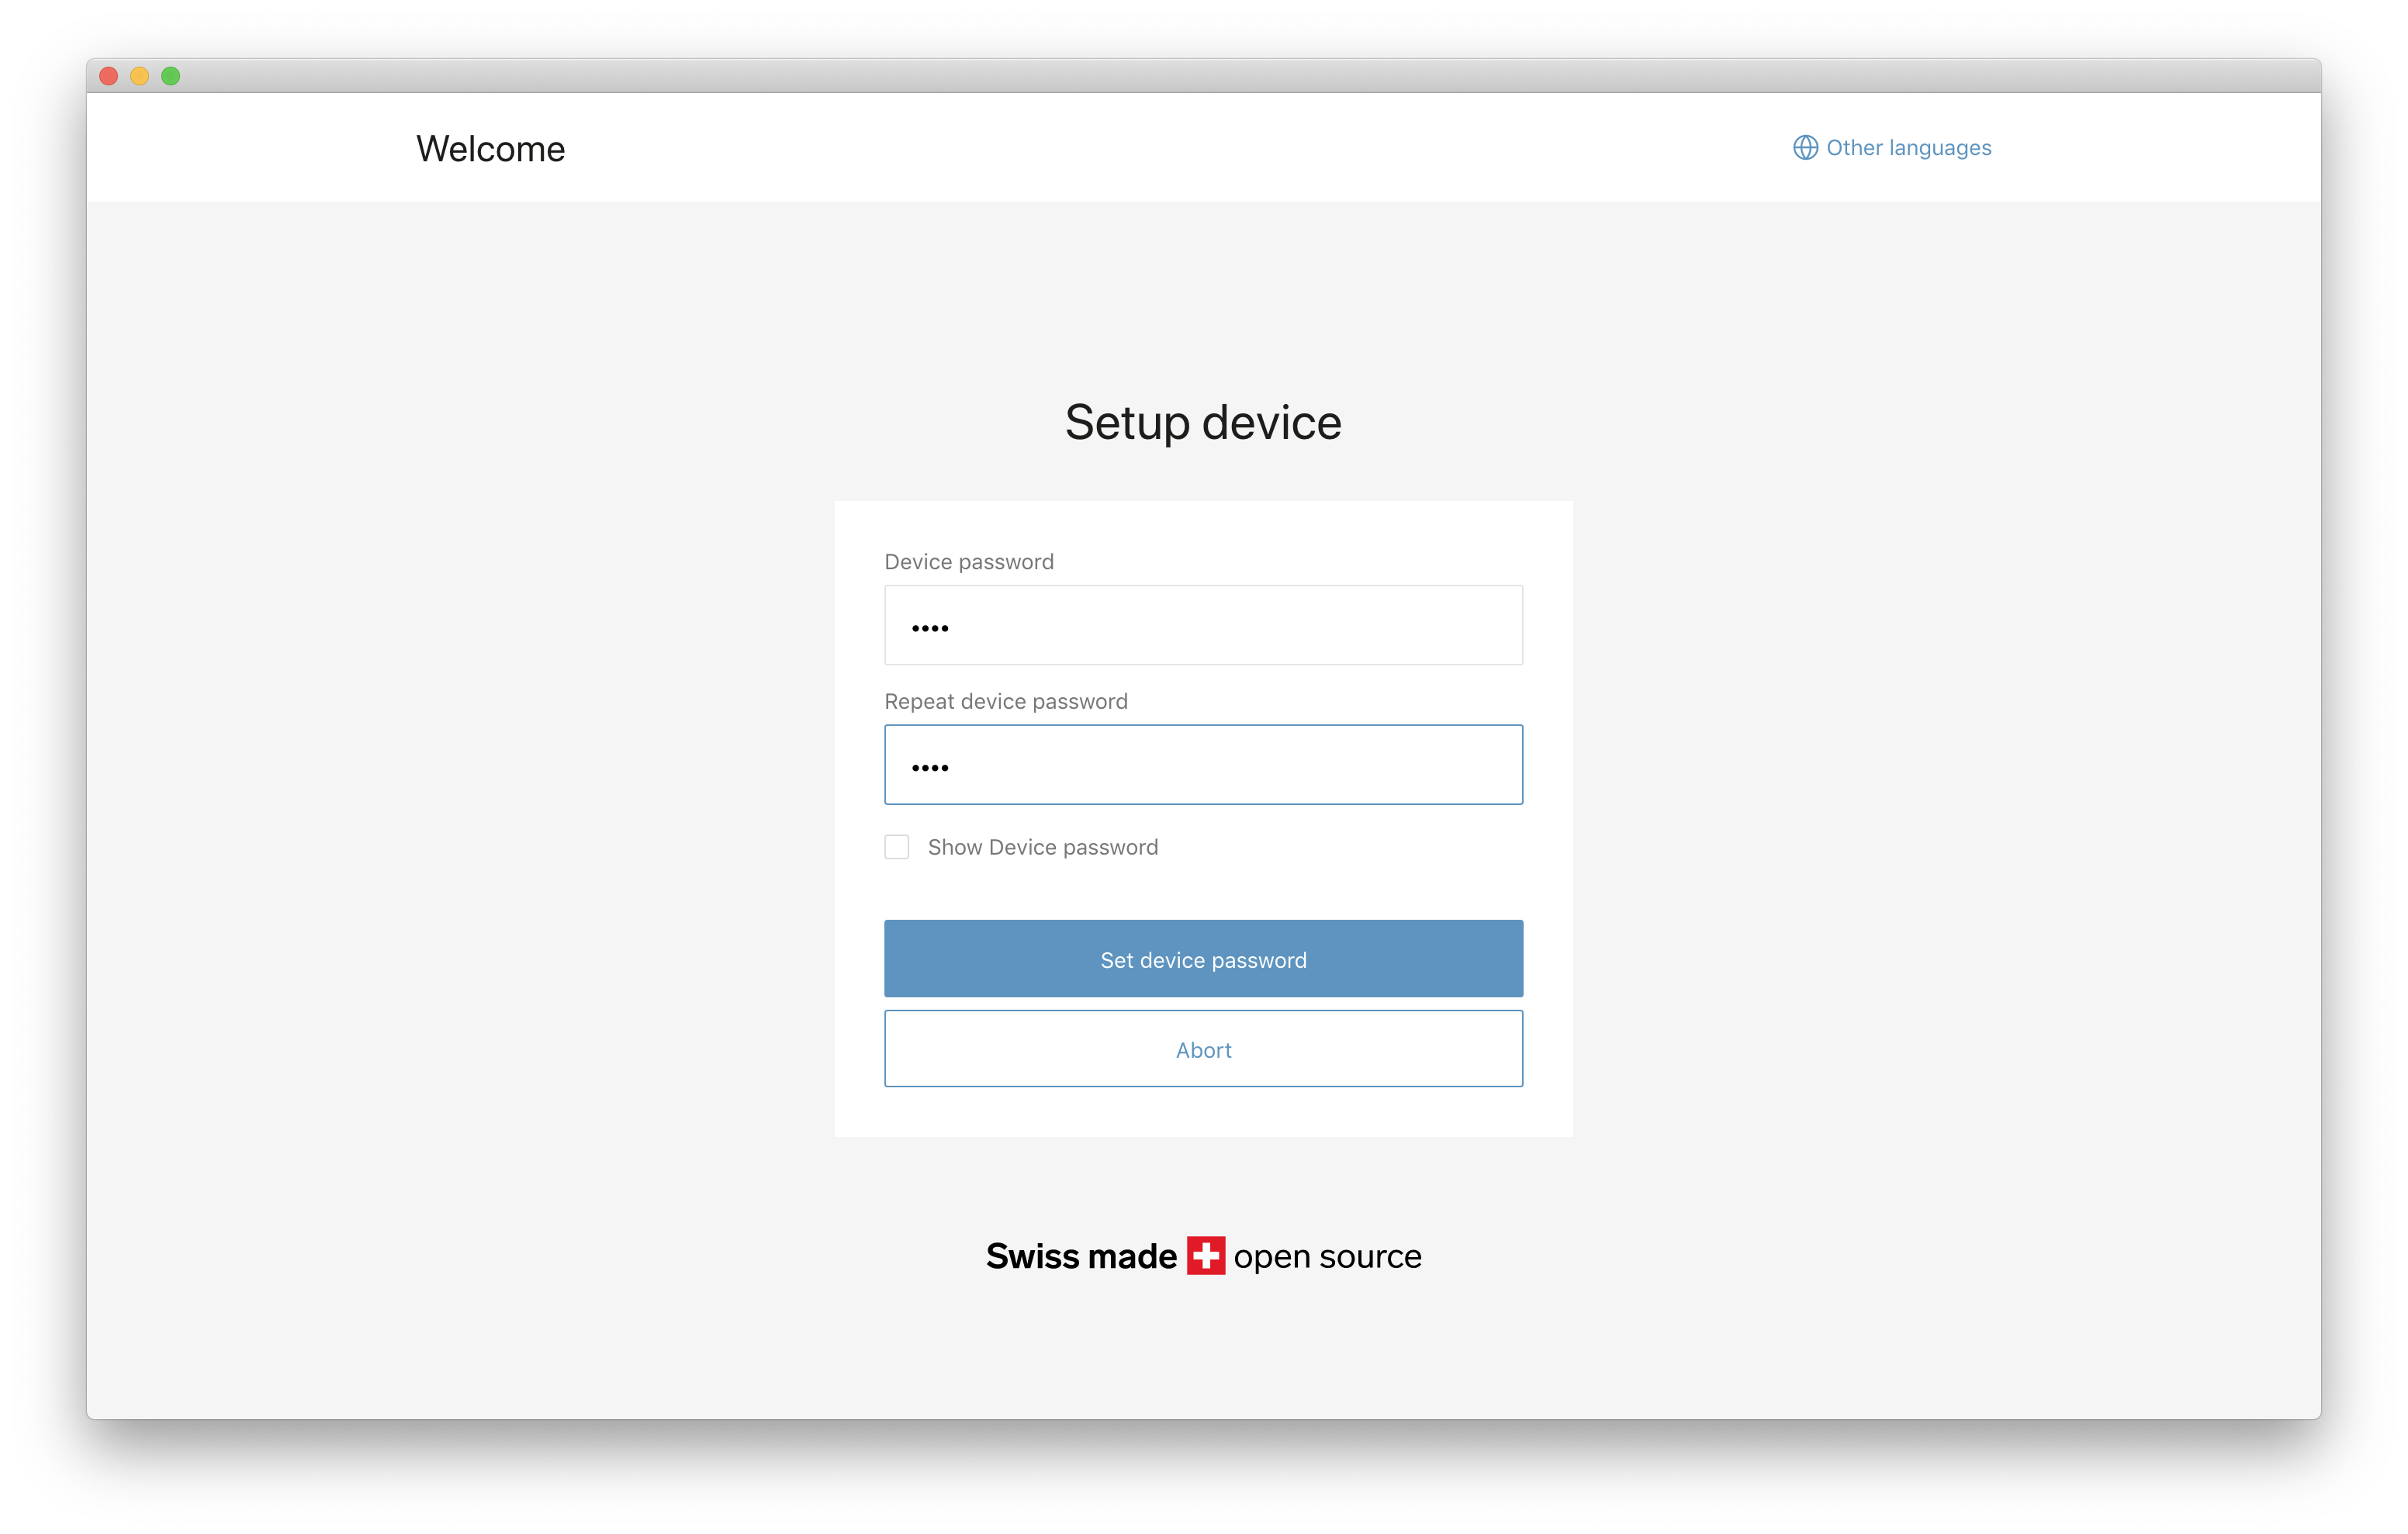 Welcome
Other languages
Setup device
Device password
••••
Repeat device password
••••
Show Device password
Set device password
Abort
Swiss made open source